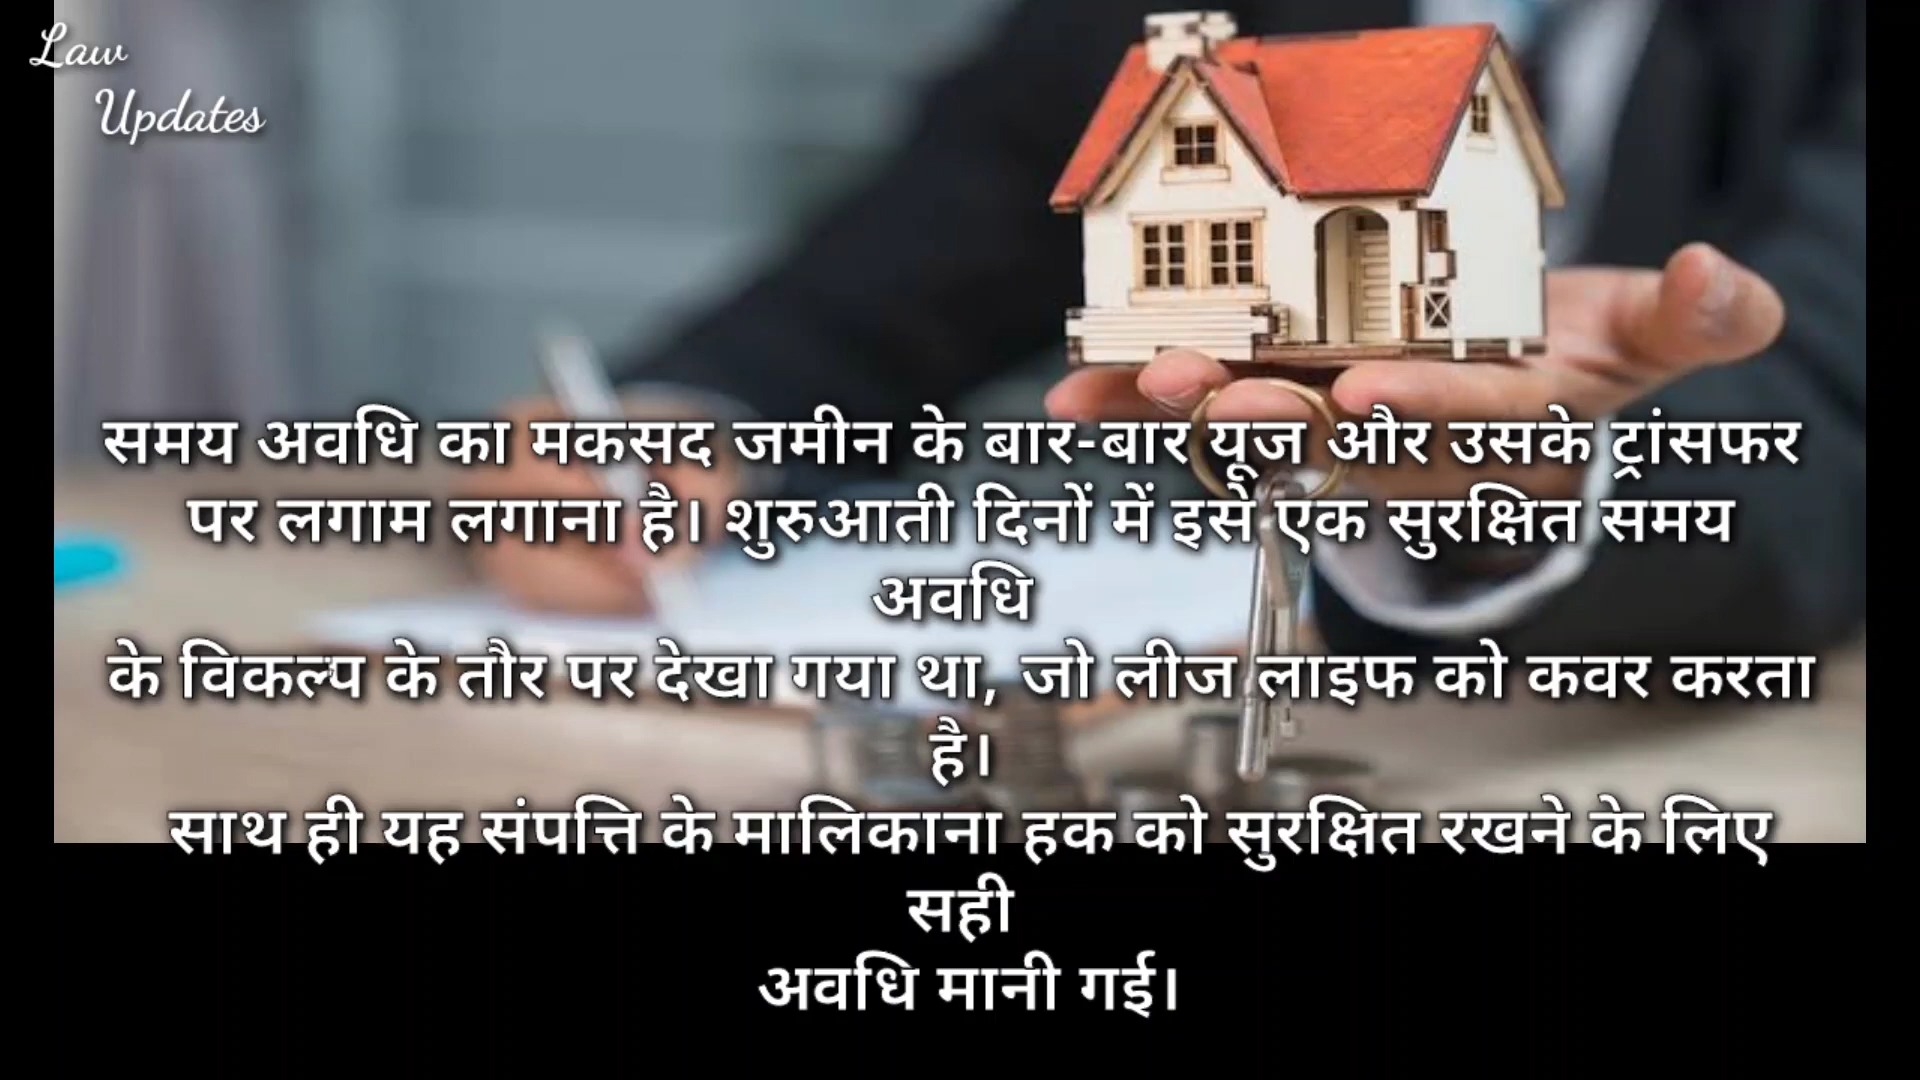 Law
Updates
समय अवधि का मकसद जमीन के बार-बार यूज और उसके ट्रांसफर
पर लगाम लगाना है। शुरुआती दिनों में इसे एक सुरक्षित समय
अवधि
के विकल्प के तौर पर देखा गया था, जो लीज लाइफ को कवर करता
है।
साथ ही यह संपत्ति के मालिकाना हक को सुरक्षित रखने के लिए
सही
अवधि मानी गई।